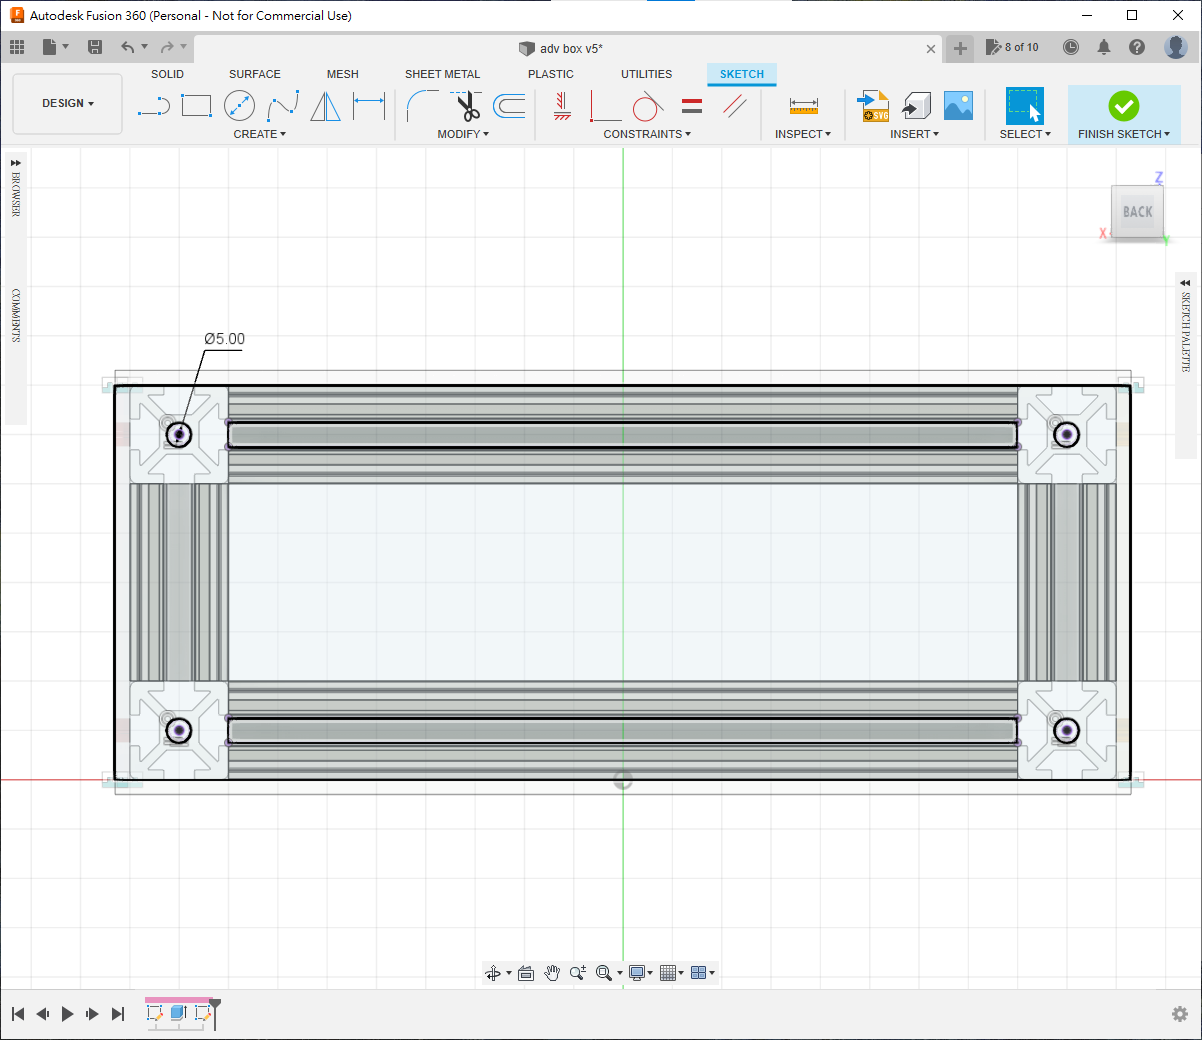 Autodesk Fusion 360 (Personal - Not for Commercial Use)
adv box v5*
8 of 10
SOLID
SURFACE
MESH
SHEET METAL
PLASTIC
UTILITIES
SKETCH
DESIGN
SVG
CREATE
MODIFY
CONSTRAINTS
INSPECT
INSERT
SELECT
FINISH SKETCH
BROWSER
COMMENTS
Z
BACK
X
Y
SKETCH PALETTE
Ø5.00